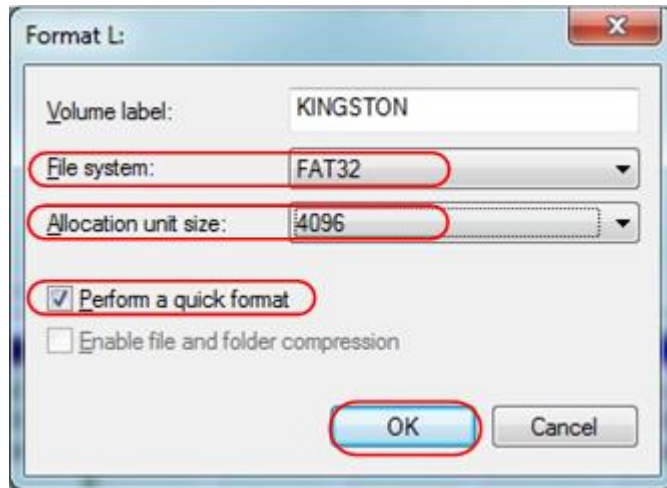 Format L:
Volume label: KINGSTON
File system: FAT32
Allocation unit size: 4096
Perform a quick format
Enable file and folder compression
OK Cancel